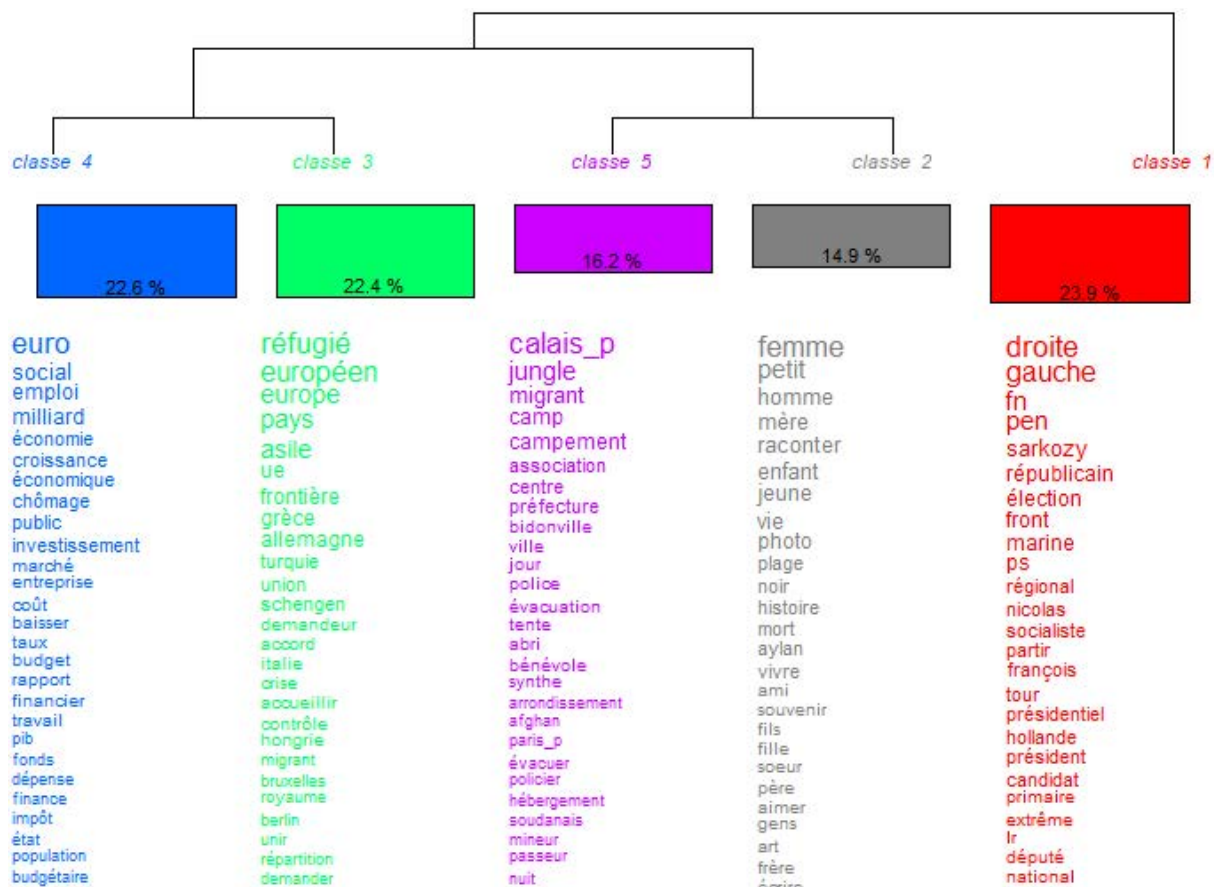 classe 4
classe 3
classe 5
classe 2
classe 1
22.6 %
22.4 %
16.2 %
14.9 %
23.9 %
euro
social
emploi
milliard
économie
croissance
économique
chômage
public
investissement
marché
entreprise
coût
baisser
taux
budget
rapport
financier
travail
pib
fonds
dépense
finance
impôt
état
population
budgétaire
réfugié
européen
europe
pays
asile
ue
frontière
grèce
allemagne
turquie
union
schengen
demandeur
accord
italie
crise
accueillir
contrôle
hongrie
migrant
bruxelles
royaume
berlin
unir
répartition
demander
calais_p
jungle
migrant
camp
campement
association
centre
préfecture
bidonville
ville
jour
police
évacuation
tente
abri
bénévole
synthe
arrondissement
afghan
paris_p
évacuer
policier
hébergement
soudanais
mineur
passeur
nuit
femme
petit
homme
mère
raconter
enfant
jeune
vie
photo
plage
noir
histoire
mort
aylan
vivre
ami
souvenir
fils
fille
soeur
père
aimer
gens
art
frère
droite
gauche
fn
pen
sarkozy
républicain
élection
front
marine
ps
régional
nicolas
socialiste
partir
françois
tour
présidentiel
hollande
président
candidat
primaire
extrême
lr
député
national